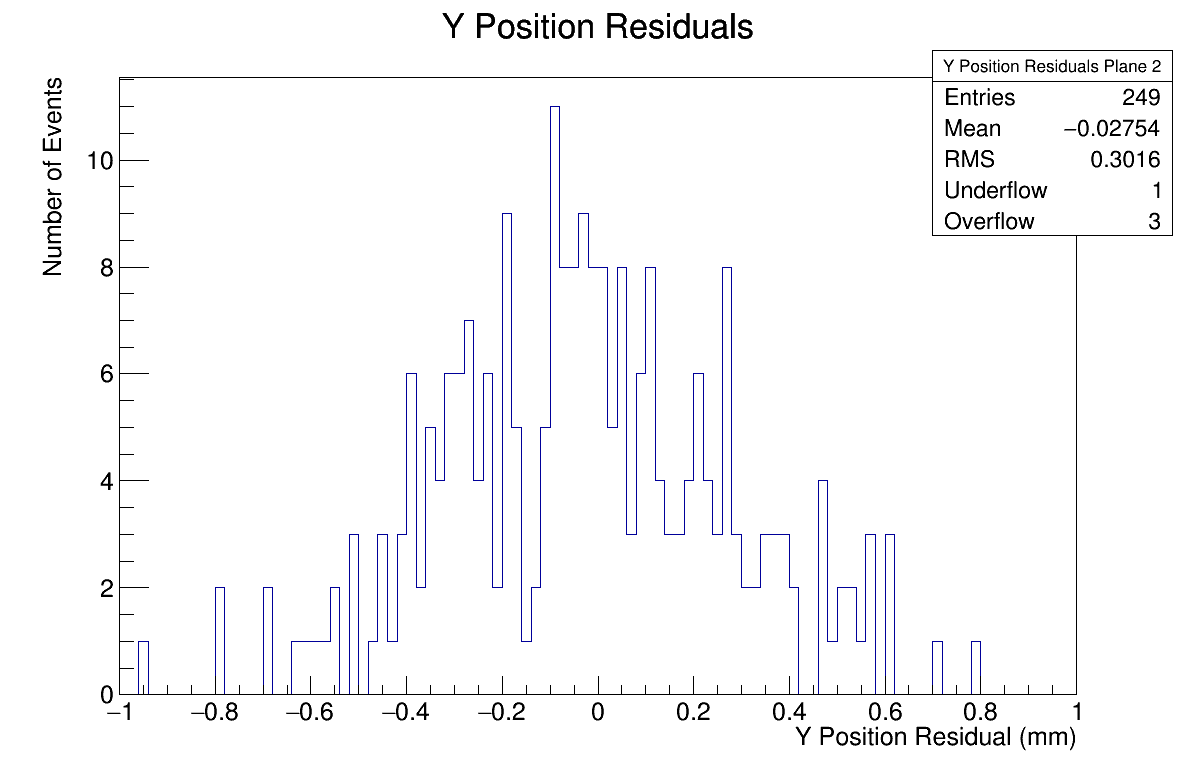 Y Position Residuals
Y Position Residuals Plane 2
Entries 249
Mean −0.02754
RMS 0.3016
Underflow 1
Overflow 3
Number of Events
10
8
6
4
2
0
−1 −0.8 −0.6 −0.4 −0.2 0 0.2 0.4 0.6 0.8 1
Y Position Residual (mm)